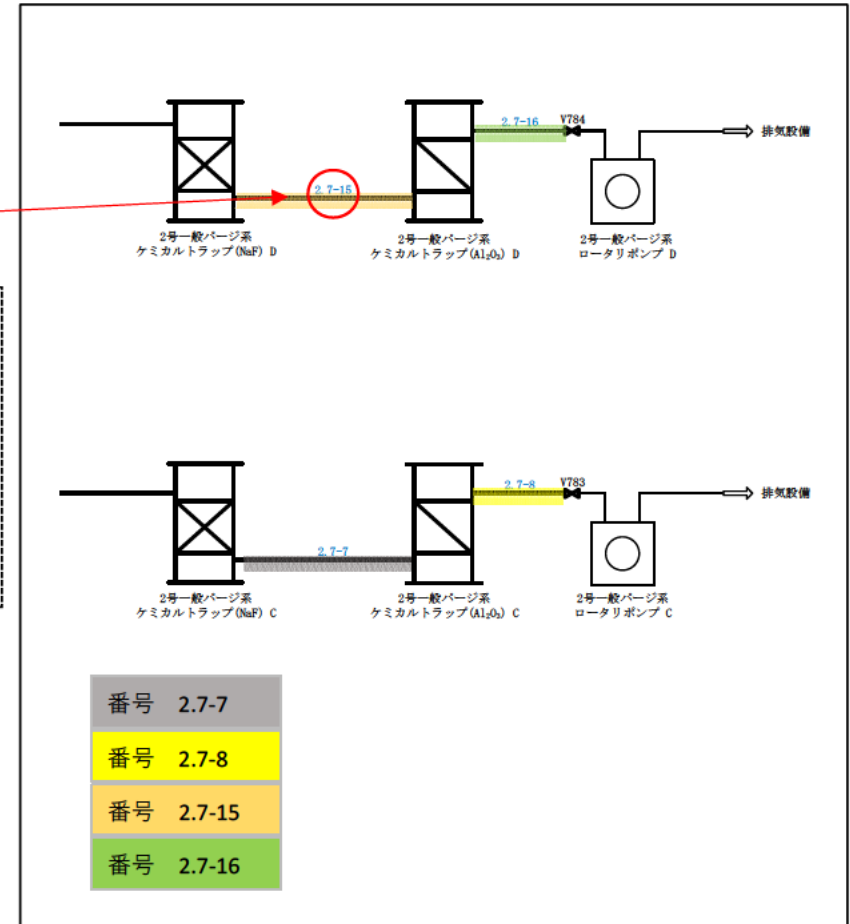 2.7-16
V784
排気設備
2.7-15
2号一般パージ系
ケミカルトラップ(NaF) D
2号一般パージ系
ケミカルトラップ(Al₂O₃) D
2号一般パージ系
ロータリポンプ D
2.7-8
V783
排気設備
2.7-7
2号一般パージ系
ケミカルトラップ(NaF) C
2号一般パージ系
ケミカルトラップ(Al₂O₃) C
2号一般パージ系
ロータリポンプ C
番号 2.7-7
番号 2.7-8
番号 2.7-15
番号 2.7-16